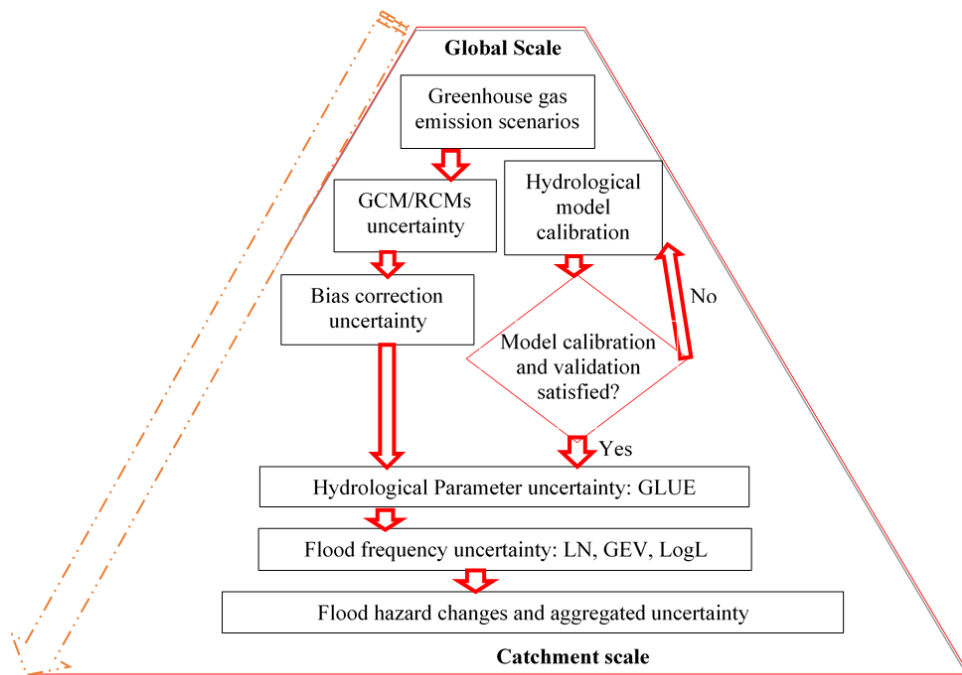 Global Scale
Greenhouse gas
emission scenarios
GCM/RCMs
uncertainty
Hydrological
model
calibration
Bias correction
uncertainty
No
Model calibration
and validation
satisfied?
Yes
Hydrological Parameter uncertainty: GLUE
Flood frequency uncertainty: LN, GEV, LogL
Flood hazard changes and aggregated uncertainty
Catchment scale